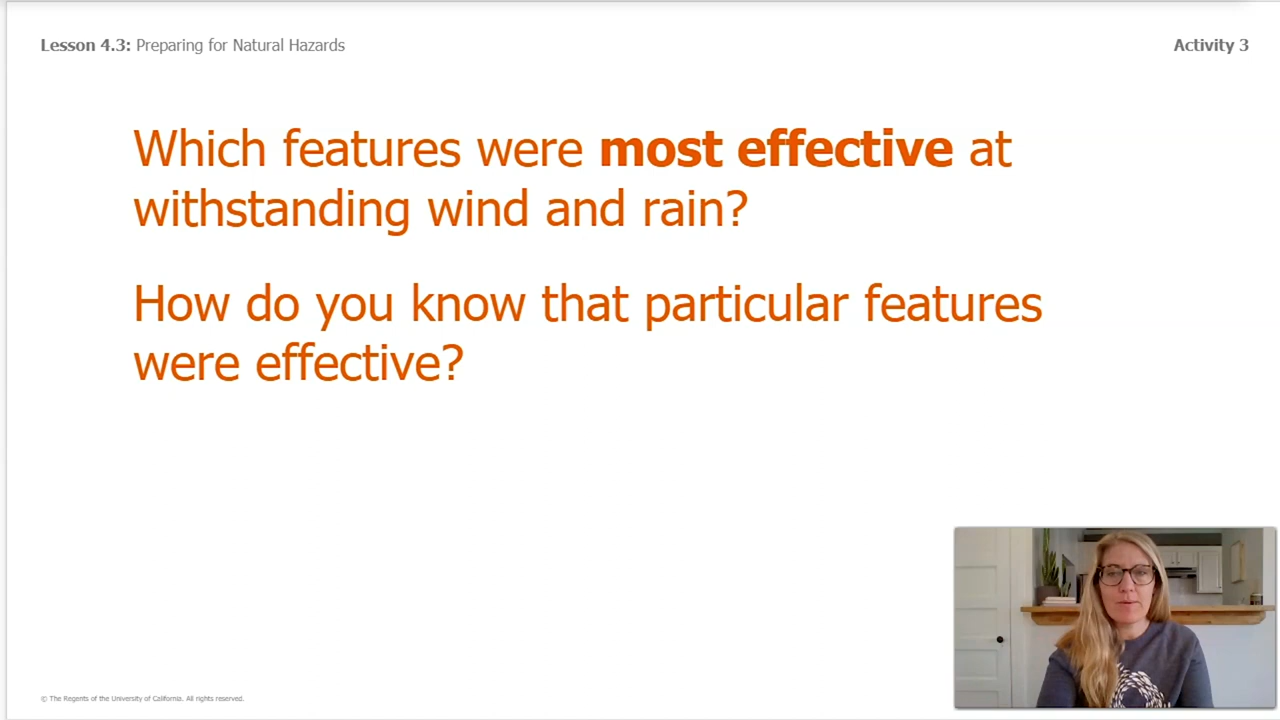 Lesson 4.3: Preparing for Natural Hazards
Activity 3
Which features were most effective at
withstanding wind and rain?
How do you know that particular features
were effective?
© The Regents of the University of California. All rights reserved.